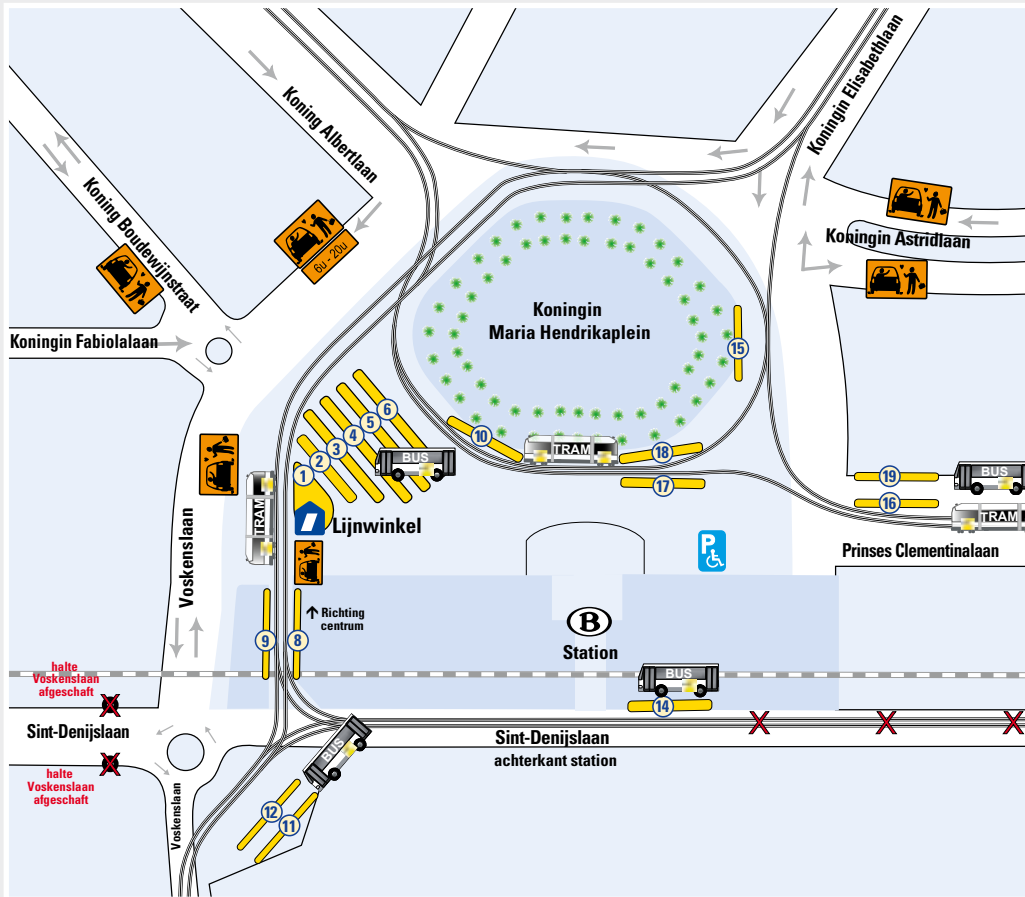 Koning Albertlaan
Koningin Elisabethlaan
Koning Boudewijnstraat
6u - 20u
Koningin Astridlaan
Koningin Fabiolalaan
Koningin
Maria Hendrikaplein
15
6
5
4
3
2
1
10
TRAM
18
BUS
17
19
BUS
16
TRAM
TRAM
Lijnwinkel
P
Prinses Clementinalaan
Voskenslaan
Richting
centrum
9
8
B
Station
halte
Voskenslaan
afgeschaft
BUS
14
Sint-Denijslaan
Sint-Denijslaan
achterkant station
BUS
halte
Voskenslaan
afgeschaft
Voskenslaan
12
11